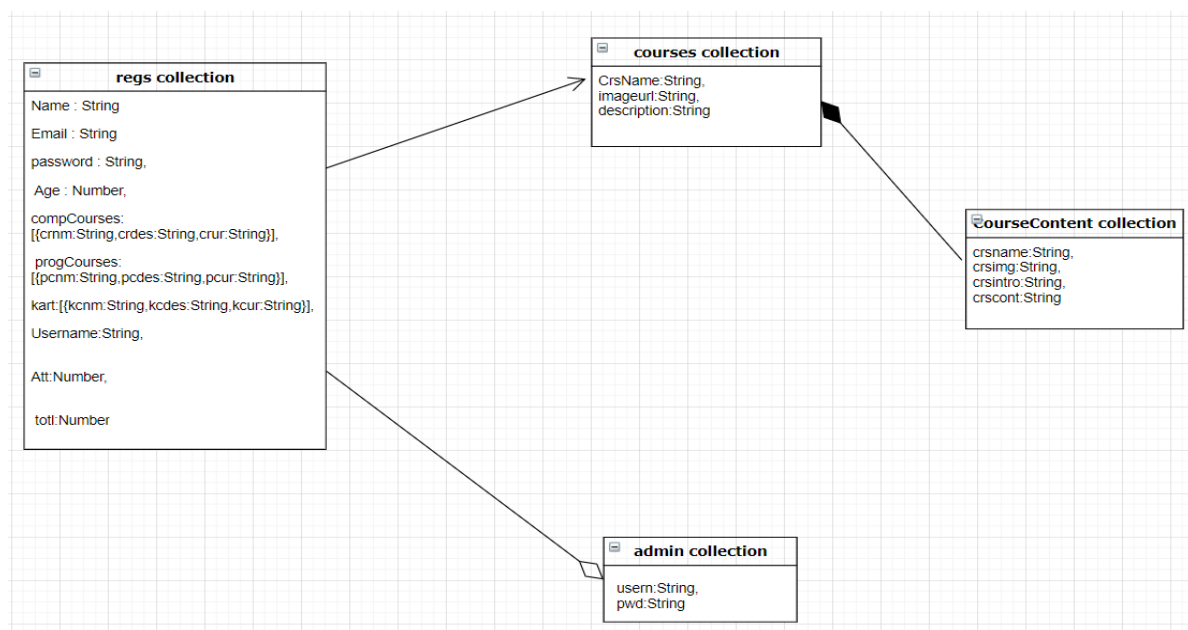 regs collection
Name : String
Email : String
password : String,
Age : Number,
compCourses:
[{crnm:String,crdes:String,crur:String}],
progCourses:
[{pcnm:String,pcdes:String,pcur:String}],
kart:[{kcnm:String,kcdes:String,kcur:String}],
Username:String,
Att:Number,
totl:Number
courses collection
CrsName:String,
imageurl:String,
description:String
courseContent collection
crsname:String,
crsimg:String,
crsintro:String,
crscont:String
admin collection
usern:String,
pwd:String